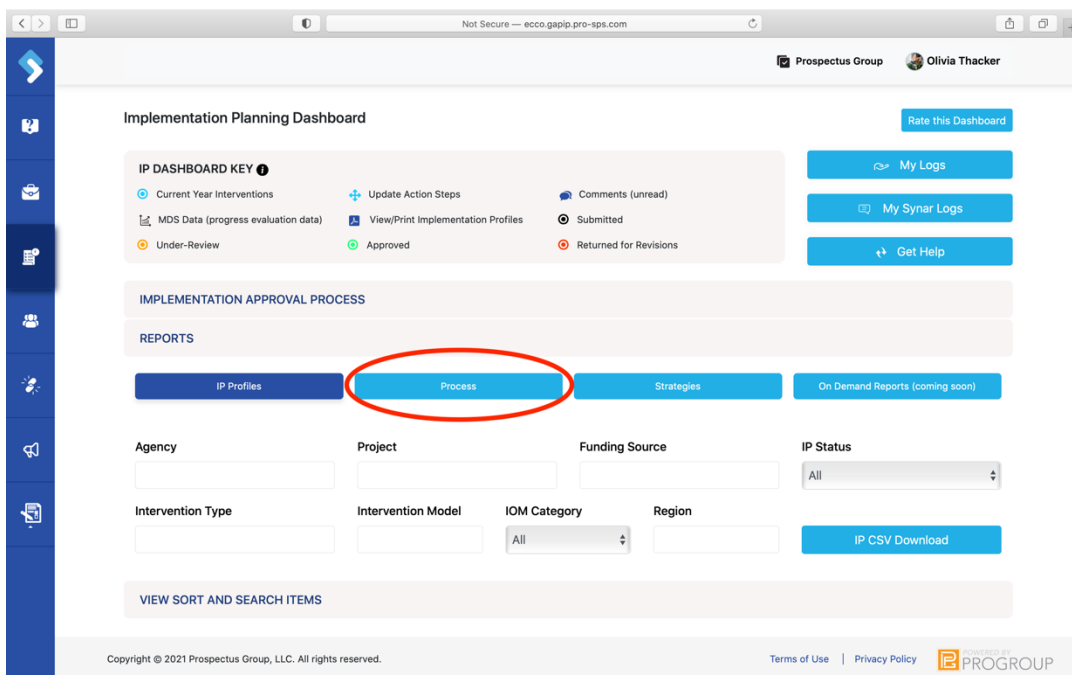 Not Secure — ecco.gapip.pro-sps.com
Prospectus Group Olivia Thacker
Implementation Planning Dashboard
Rate this Dashboard
IP DASHBOARD KEY
Current Year Interventions Update Action Steps Comments (unread)
MDS Data (progress evaluation data) View/Print Implementation Profiles Submitted
Under-Review Approved Returned for Revisions
My Logs
My Synar Logs
Get Help
IMPLEMENTATION APPROVAL PROCESS
REPORTS
IP Profiles Process Strategies On Demand Reports (coming soon)
Agency Project Funding Source IP Status
All
Intervention Type Intervention Model IOM Category Region
All IP CSV Download
VIEW SORT AND SEARCH ITEMS
Copyright © 2021 Prospectus Group, LLC. All rights reserved. Terms of Use | Privacy Policy
POWERED BY
PROGROUP